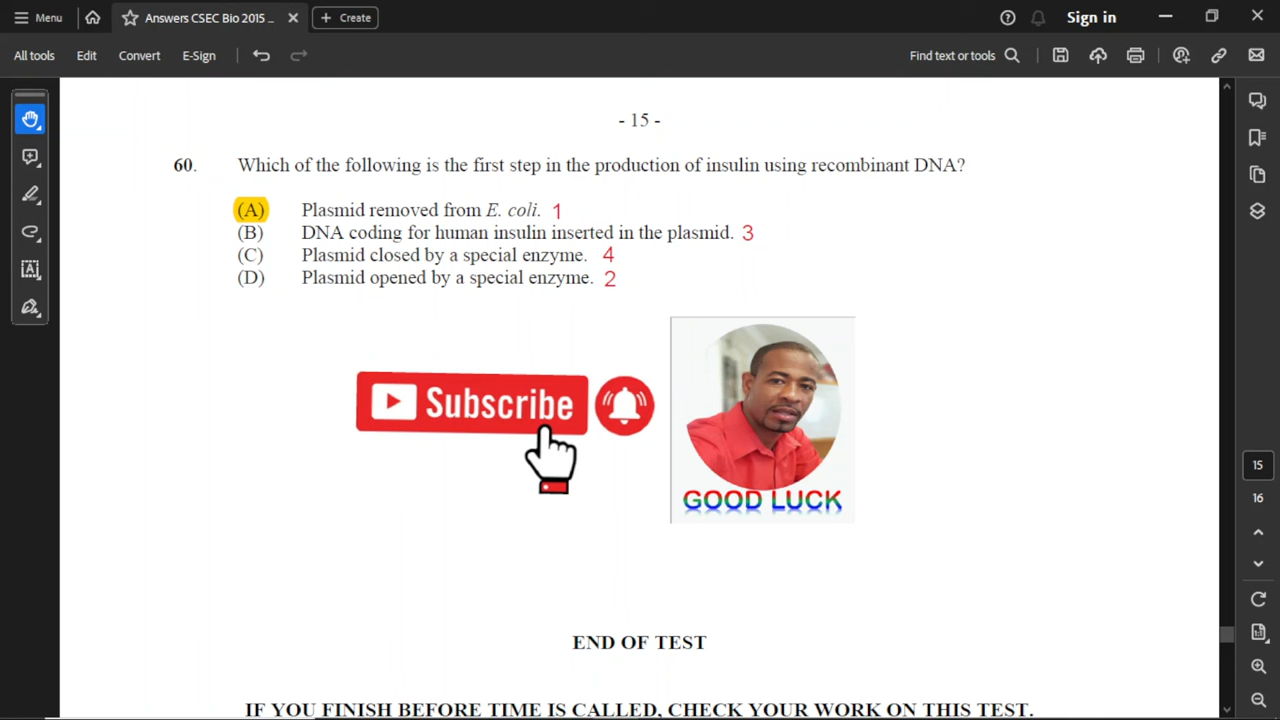 Menu
Answers CSEC Bio 2015 _
Create
Sign in
All tools Edit Convert E-Sign
Find text or tools
- 15 -
60. Which of the following is the first step in the production of insulin using recombinant DNA?
(A) Plasmid removed from E. coli. 1
(B) DNA coding for human insulin inserted in the plasmid. 3
(C) Plasmid closed by a special enzyme. 4
(D) Plasmid opened by a special enzyme. 2
Subscribe
GOOD LUCK
15
16
1:1
END OF TEST
IF YOU FINISH BEFORE TIME IS CALLED, CHECK YOUR WORK ON THIS TEST.